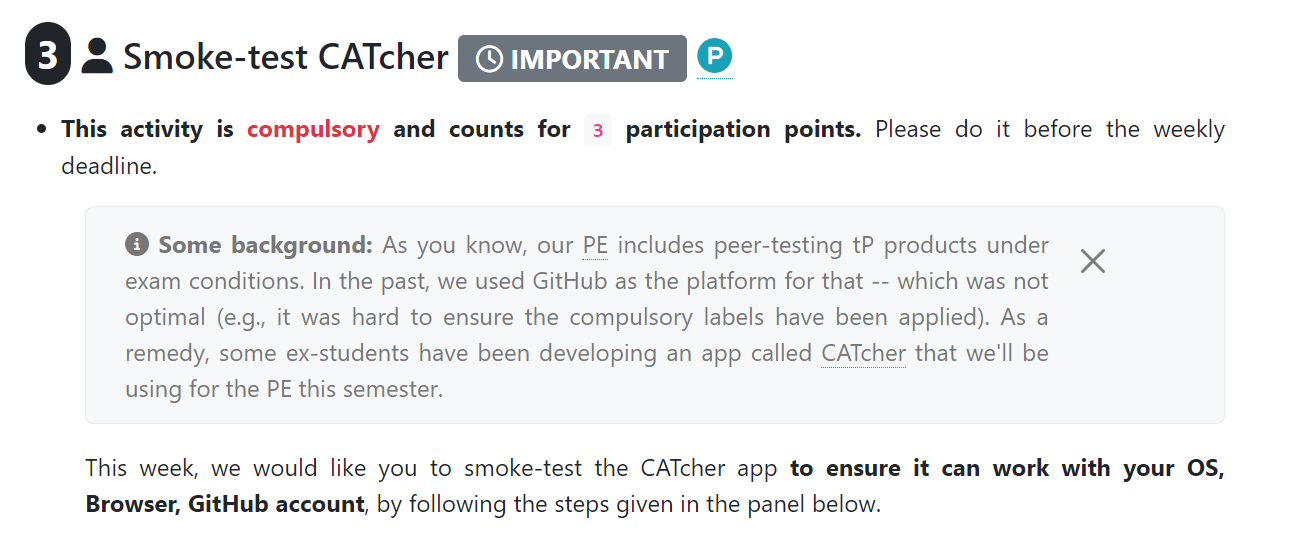 3 Smoke-test CATcher IMPORTANT P
• This activity is compulsory and counts for 3 participation points. Please do it before the weekly
deadline.
Some background: As you know, our PE includes peer-testing tP products under
exam conditions. In the past, we used GitHub as the platform for that -- which was not
optimal (e.g., it was hard to ensure the compulsory labels have been applied). As a
remedy, some ex-students have been developing an app called CATcher that we'll be
using for the PE this semester.
This week, we would like you to smoke-test the CATcher app to ensure it can work with your OS,
Browser, GitHub account, by following the steps given in the panel below.